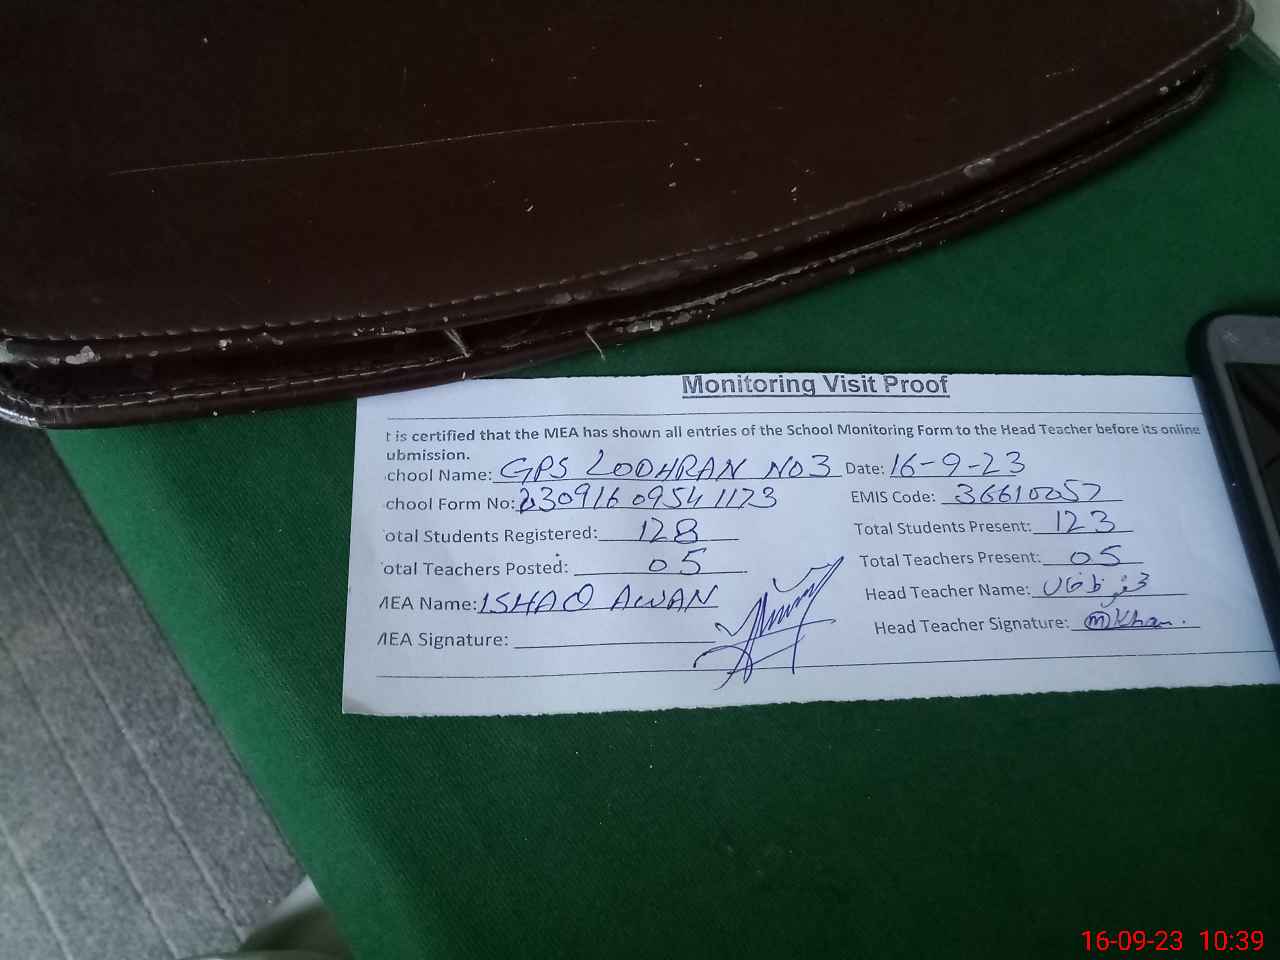 Monitoring Visit Proof
t is certified that the MEA has shown all entries of the School Monitoring Form to the Head Teacher before its online
ubmission.
chool Name: GPS LODHRAN NO3 Date: 16-9-23
chool Form No: 23091609541173 EMIS Code: 36610057
otal Students Registered: 128 Total Students Present: 123
otal Teachers Posted: 05 Total Teachers Present: 05
MEA Name: ISHAQ AWAN Head Teacher Name:
MEA Signature: Head Teacher Signature: M Khan.
16-09-23 10:39